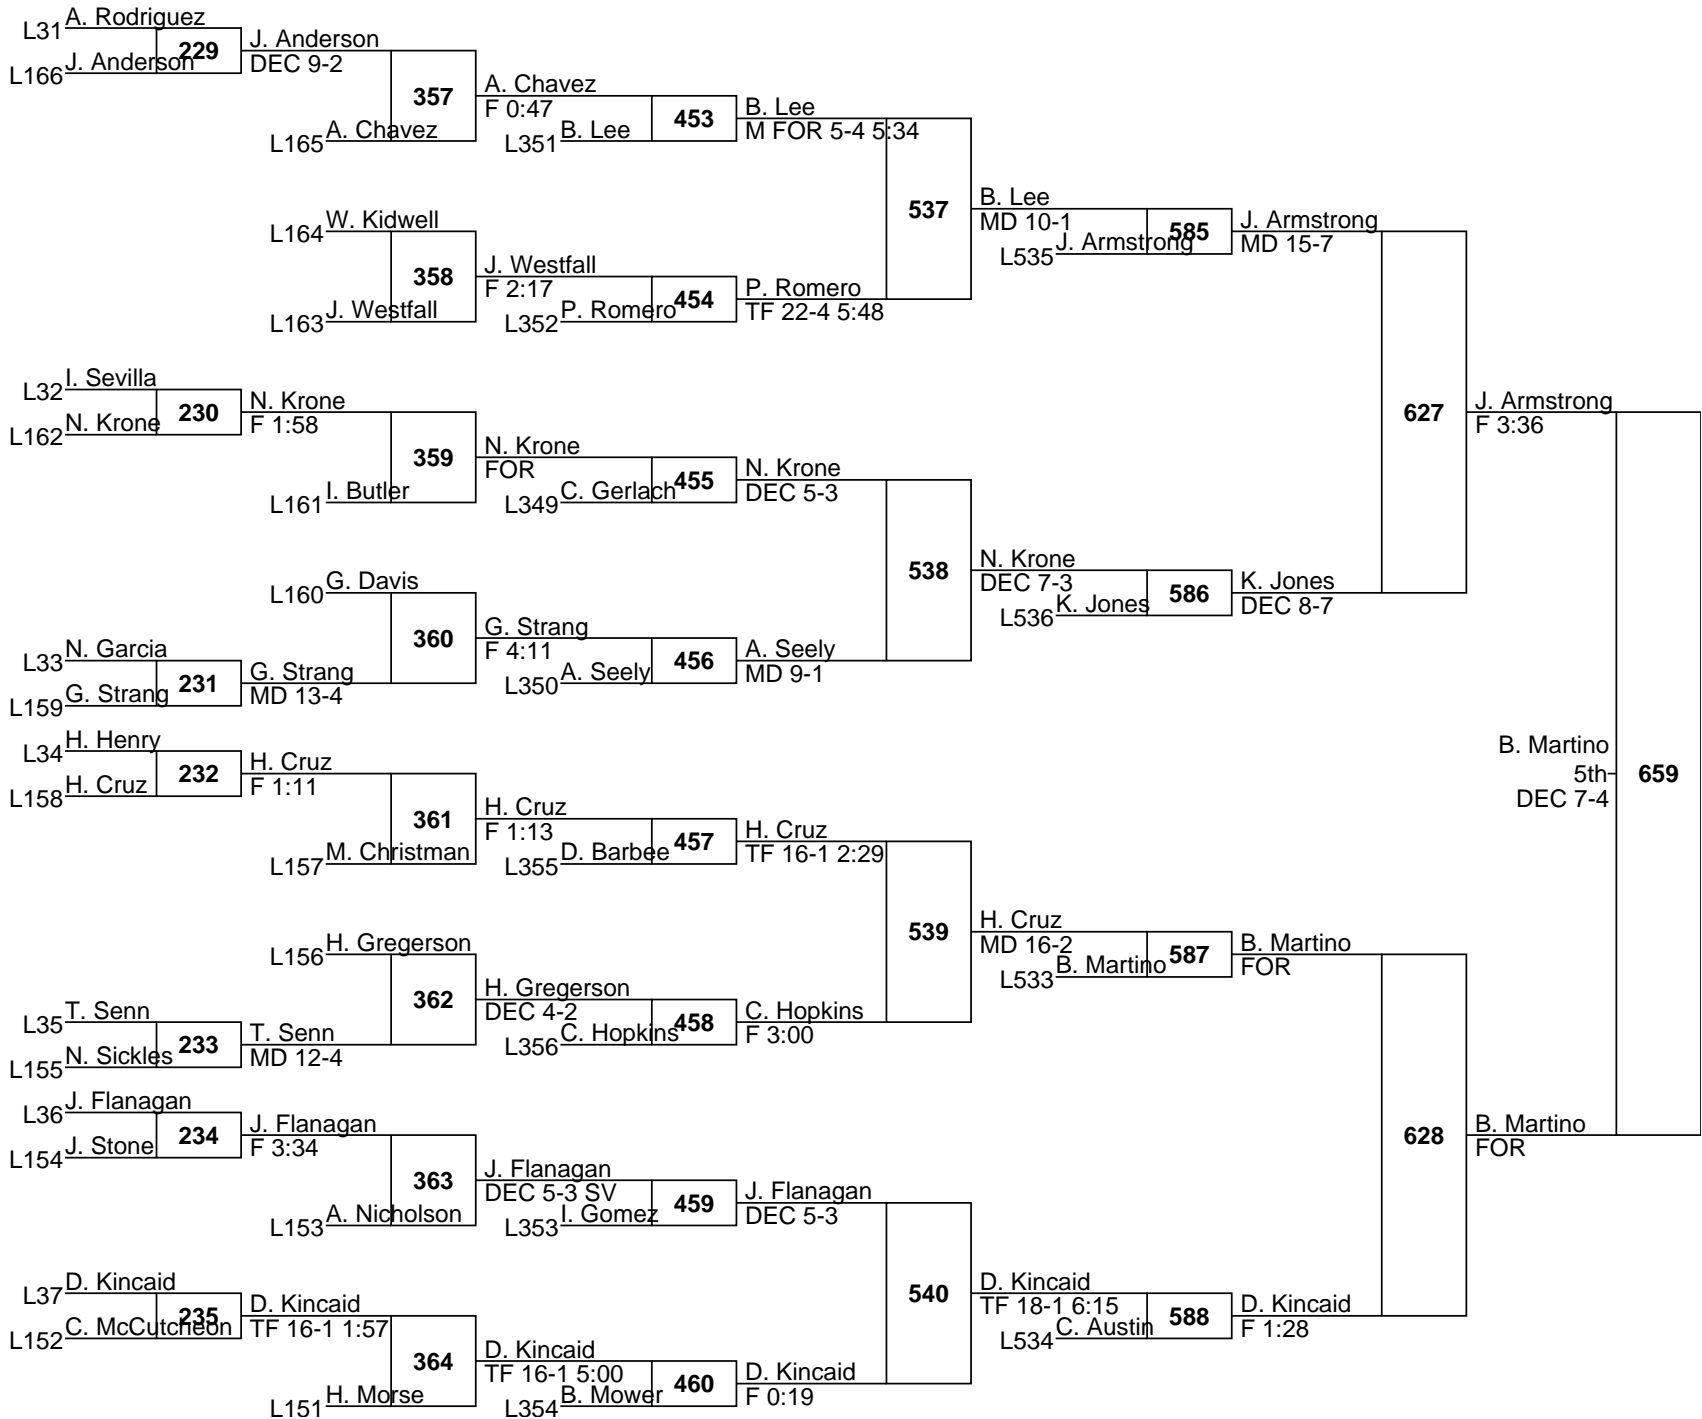 L31 A. Rodriguez
229
L166 J. Anderson
J. Anderson
DEC 9-2
357
L165 A. Chavez
A. Chavez
F 0:47
453
L351 B. Lee
B. Lee
M FOR 5-4 5:34
L164 W. Kidwell
358
L163 J. Westfall
J. Westfall
F 2:17
454
L352 P. Romero
P. Romero
TF 22-4 5:48
537
B. Lee
MD 10-1
585
L535 J. Armstrong
J. Armstrong
MD 15-7
L32 I. Sevilla
230
L162 N. Krone
N. Krone
F 1:58
359
L161 I. Butler
N. Krone
FOR
455
L349 C. Gerlach
N. Krone
DEC 5-3
L160 G. Davis
360
L33 N. Garcia
231
L159 G. Strang
G. Strang
MD 13-4
G. Strang
F 4:11
456
L350 A. Seely
A. Seely
MD 9-1
538
N. Krone
DEC 7-3
586
L536 K. Jones
K. Jones
DEC 8-7
627
J. Armstrong
F 3:36
L34 H. Henry
232
L158 H. Cruz
H. Cruz
F 1:11
361
L157 M. Christman
H. Cruz
F 1:13
457
L355 D. Barbee
H. Cruz
TF 16-1 2:29
L156 H. Gregerson
362
L35 T. Senn
233
L155 N. Sickles
T. Senn
MD 12-4
H. Gregerson
DEC 4-2
458
L356 C. Hopkins
C. Hopkins
F 3:00
539
H. Cruz
MD 16-2
587
L533 B. Martino
B. Martino
FOR
L36 J. Flanagan
234
L154 J. Stone
J. Flanagan
F 3:34
363
L153 A. Nicholson
J. Flanagan
DEC 5-3 SV
459
L353 I. Gomez
J. Flanagan
DEC 5-3
L37 D. Kincaid
235
L152 C. McCutcheon
D. Kincaid
TF 16-1 1:57
364
L151 H. Morse
D. Kincaid
TF 16-1 5:00
460
L354 B. Mower
D. Kincaid
F 0:19
540
D. Kincaid
TF 18-1 6:15
588
L534 C. Austin
D. Kincaid
F 1:28
628
B. Martino
FOR
659
B. Martino
5th
DEC 7-4